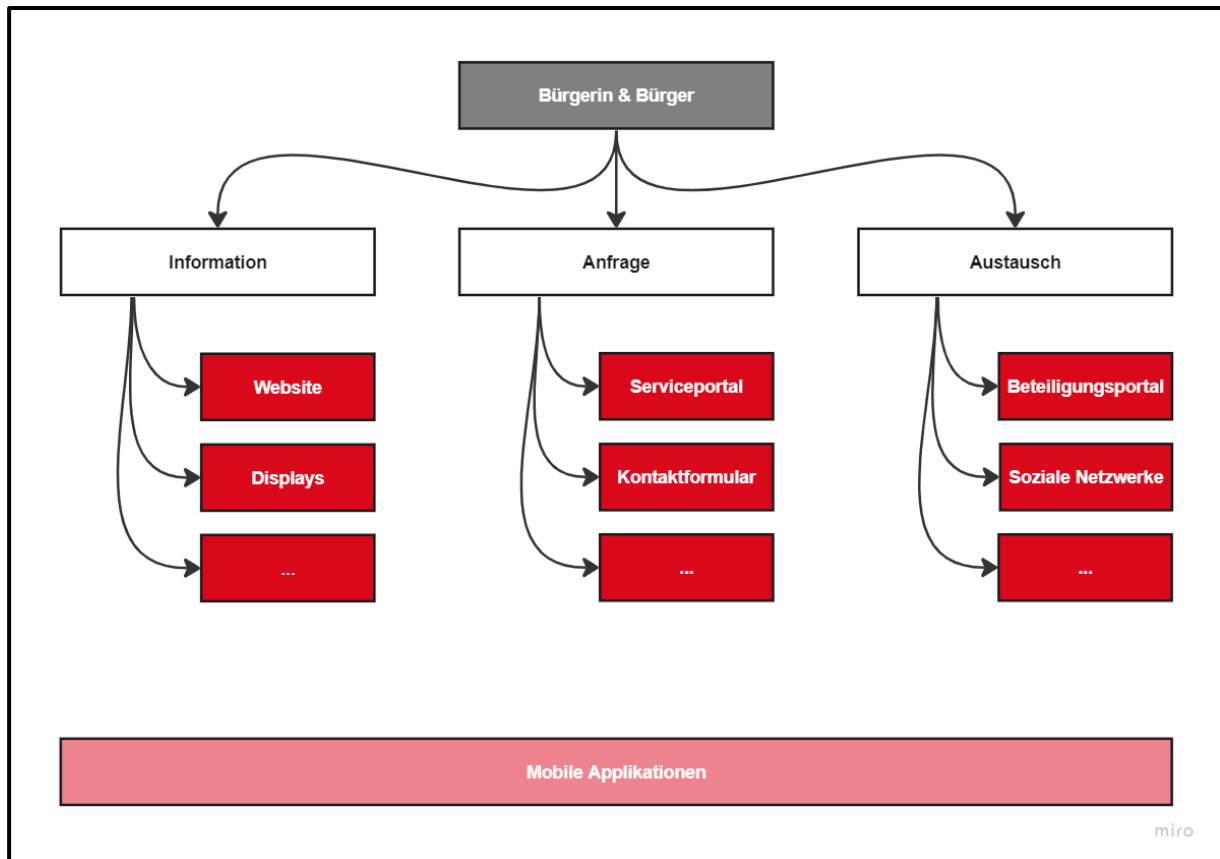 Bürgerin & Bürger
Information
Anfrage
Austausch
Website
Serviceportal
Beteiligungsportal
Displays
Kontaktformular
Soziale Netzwerke
...
...
...
Mobile Applikationen
miro